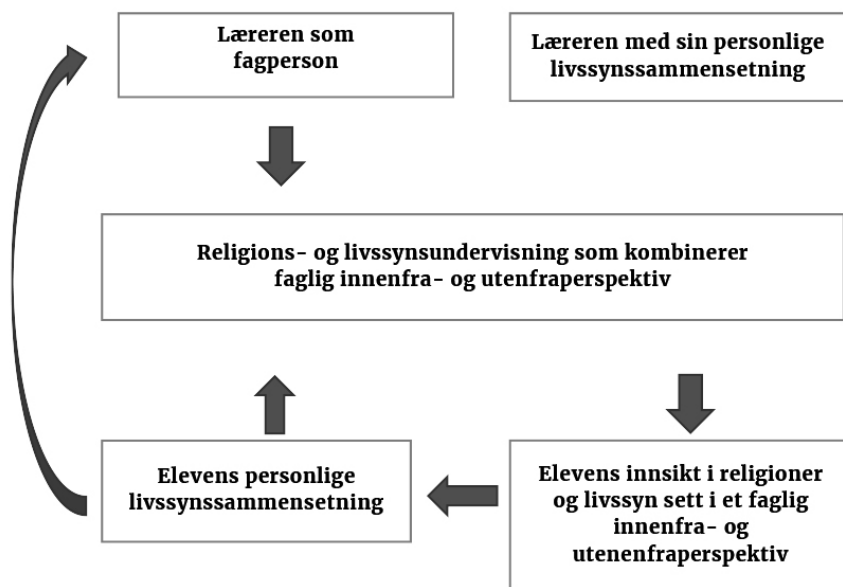 Læreren som
fagperson
Læreren med sin personlige
livssynssammensetning
Religions- og livssynsundervisning som kombinerer
faglig innenfra- og utenfraperspektiv
Elevens personlige
livssynssammensetning
Elevens innsikt i religioner
og livssyn sett i et faglig
innenfra- og
utenenfraperspektiv